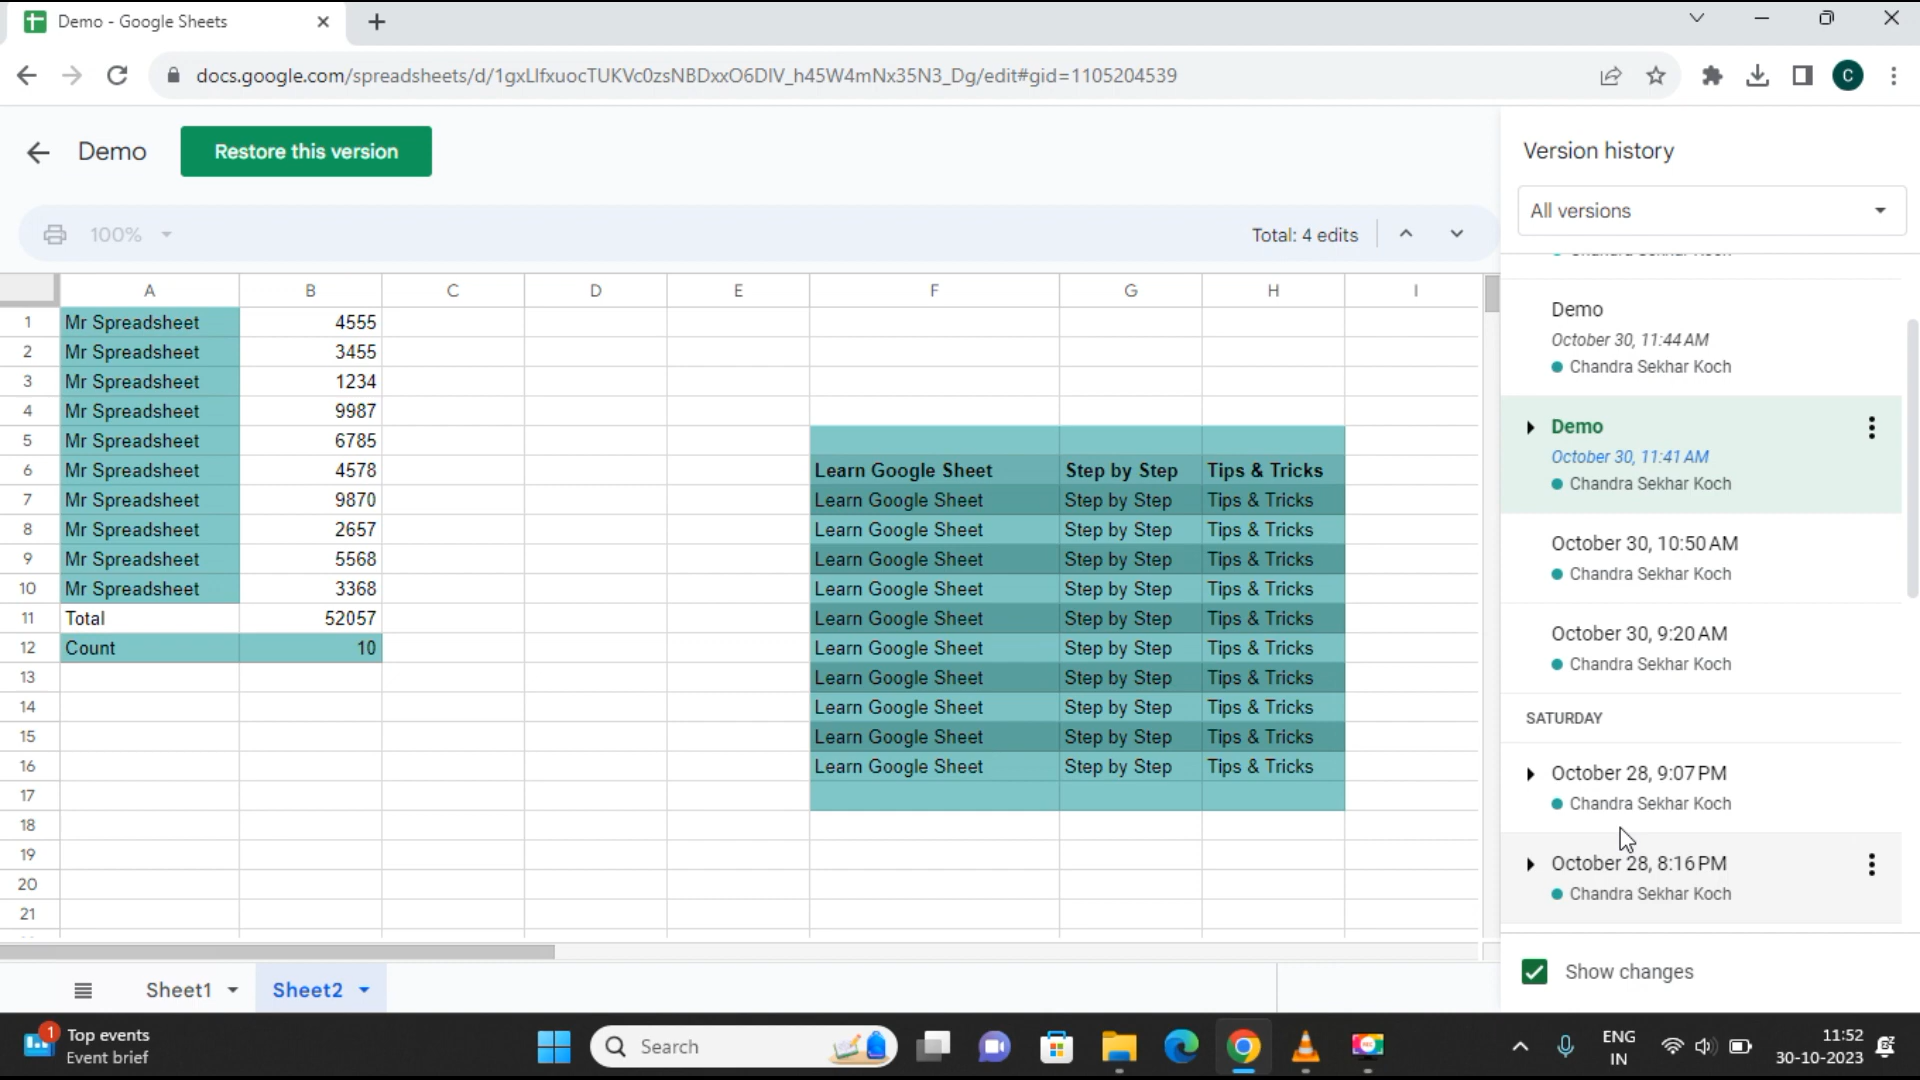 Demo - Google Sheets
docs.google.com/spreadsheets/d/1gxLlfxuocTUKVc0zsNBDxxO6DIV_h45W4mNx35N3_Dg/edit#gid=1105204539
C
Demo
Restore this version
100%
Total: 4 edits
A B C D E F G H I
1 Mr Spreadsheet 4555
2 Mr Spreadsheet 3455
3 Mr Spreadsheet 1234
4 Mr Spreadsheet 9987
5 Mr Spreadsheet 6785
6 Mr Spreadsheet 4578 Learn Google Sheet Step by Step Tips & Tricks
7 Mr Spreadsheet 9870 Learn Google Sheet Step by Step Tips & Tricks
8 Mr Spreadsheet 2657 Learn Google Sheet Step by Step Tips & Tricks
9 Mr Spreadsheet 5568 Learn Google Sheet Step by Step Tips & Tricks
10 Mr Spreadsheet 3368 Learn Google Sheet Step by Step Tips & Tricks
11 Total 52057 Learn Google Sheet Step by Step Tips & Tricks
12 Count 10 Learn Google Sheet Step by Step Tips & Tricks
13 Learn Google Sheet Step by Step Tips & Tricks
14 Learn Google Sheet Step by Step Tips & Tricks
15 Learn Google Sheet Step by Step Tips & Tricks
16 Learn Google Sheet Step by Step Tips & Tricks
17
18
19
20
21
Sheet1
Sheet2
Version history
All versions
Demo
October 30, 11:44 AM
Chandra Sekhar Koch
Demo
October 30, 11:41 AM
Chandra Sekhar Koch
October 30, 10:50 AM
Chandra Sekhar Koch
October 30, 9:20 AM
Chandra Sekhar Koch
SATURDAY
October 28, 9:07 PM
Chandra Sekhar Koch
October 28, 8:16 PM
Chandra Sekhar Koch
Show changes
1
Top events
Event brief
Search
ENG
IN
11:52
30-10-2023